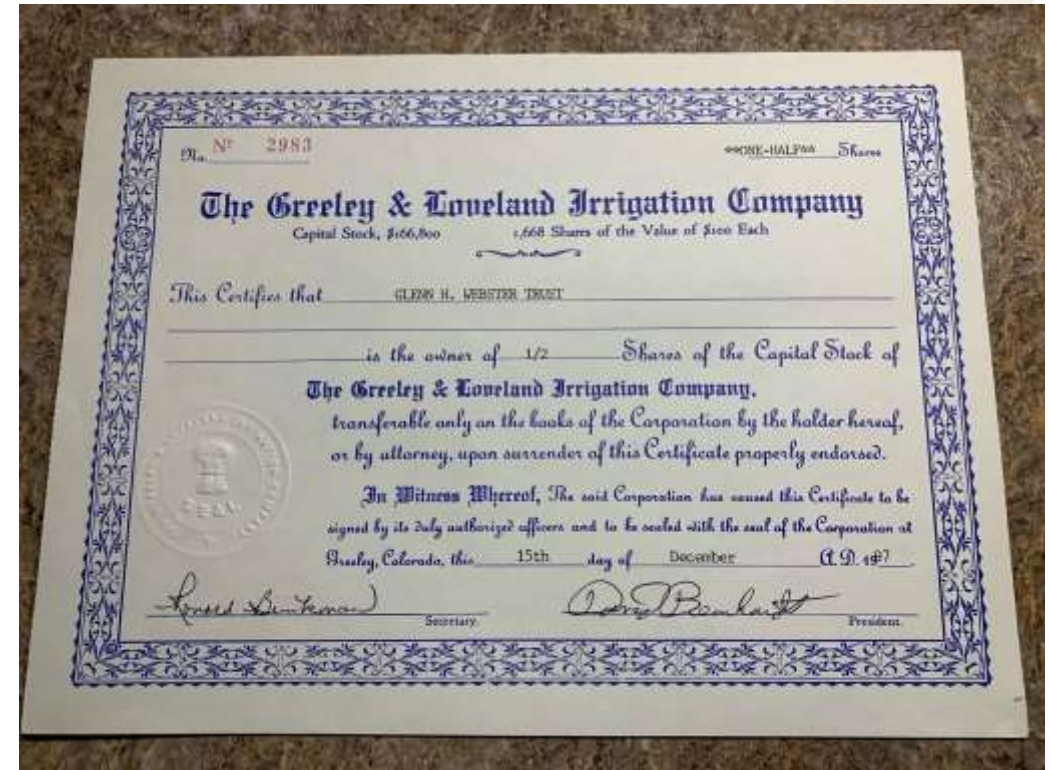 No. Nº 2983 **ONE-HALF** Shares
The Greeley & Loveland Irrigation Company
Capital Stock, $166,800 1,668 Shares of the Value of $100 Each
This Certifies that GLENN H. WEBSTER TRUST
is the owner of 1/2 Shares of the Capital Stock of
The Greeley & Loveland Irrigation Company,
transferable only on the books of the Corporation by the holder hereof,
or by attorney, upon surrender of this Certificate properly endorsed.
In Witness Whereof, The said Corporation has caused this Certificate to be
signed by its duly authorized officers and to be sealed with the seal of the Corporation at
Greeley, Colorado, this 15th day of December A. D.
Secretary. President.
SEAL